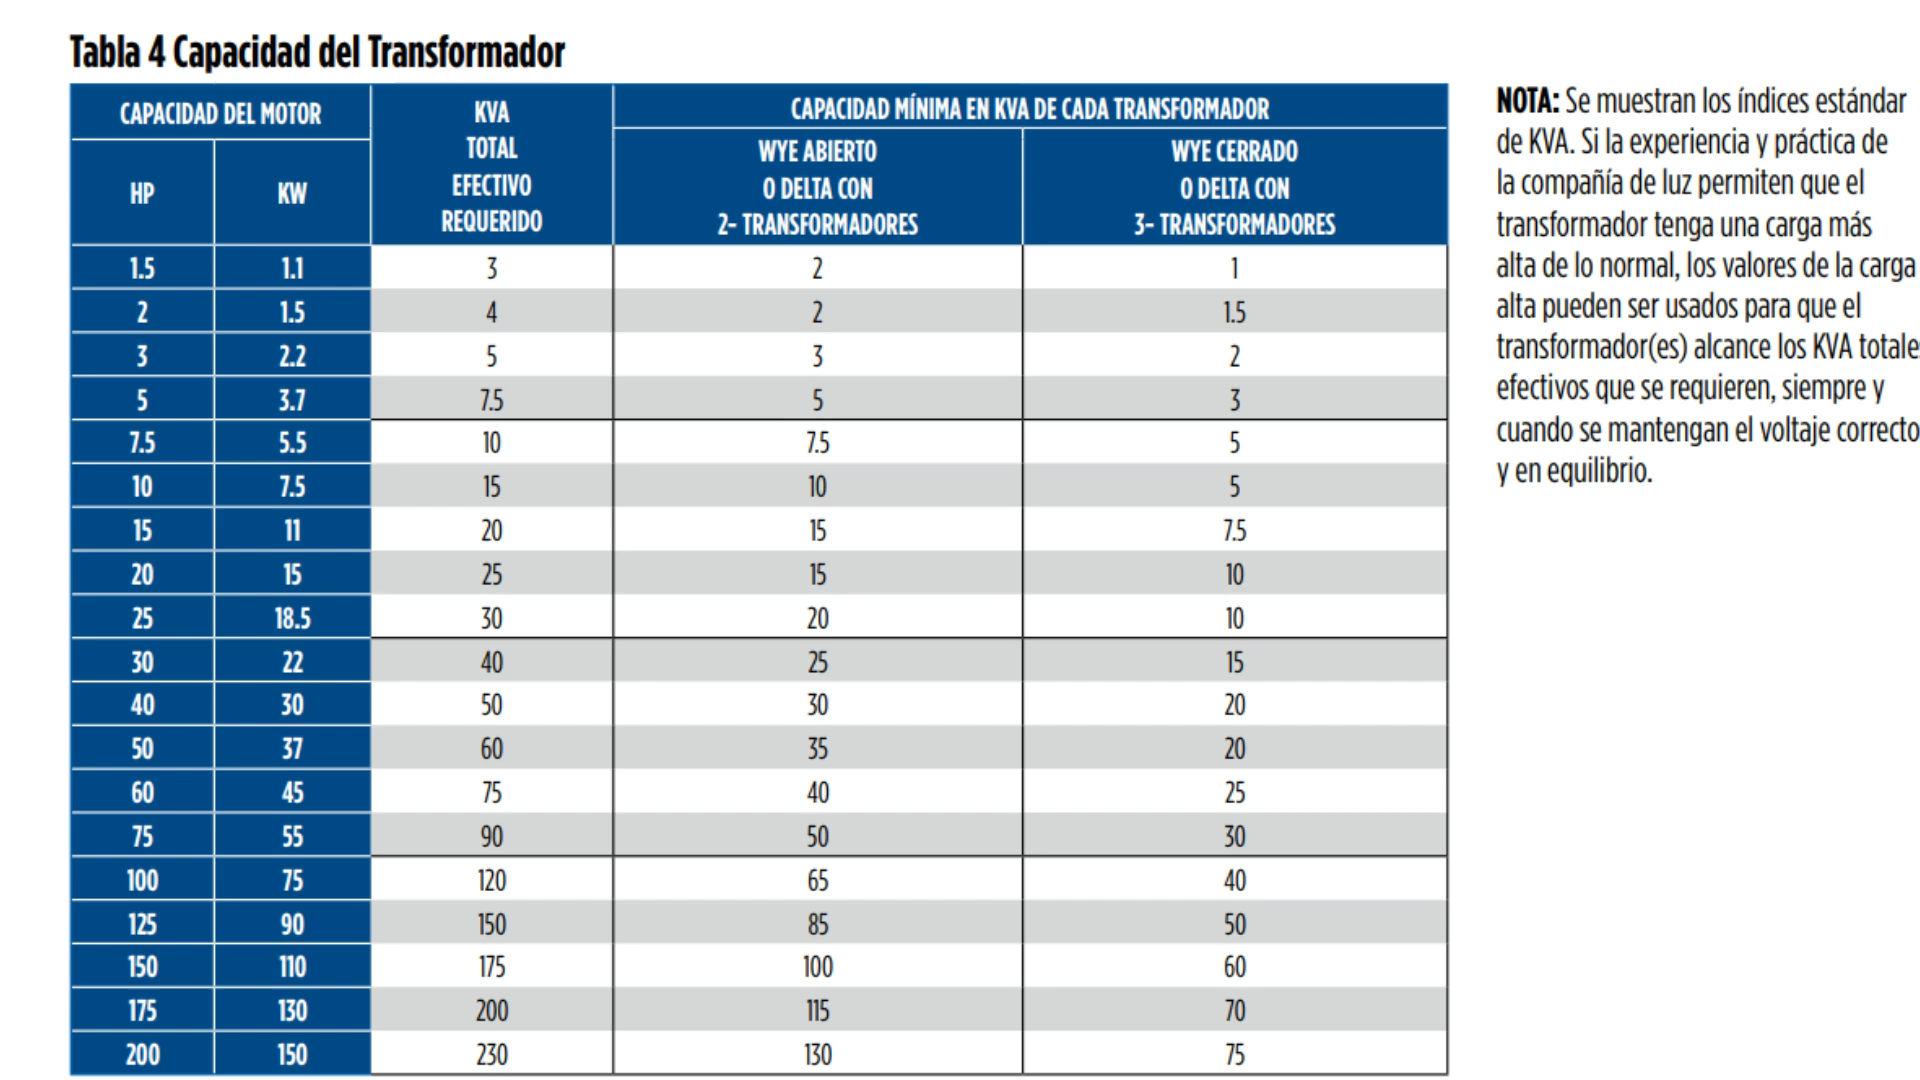 Tabla 4 Capacidad del Transformador
CAPACIDAD DEL MOTOR
HP
KW
KVA
TOTAL
EFECTIVO
REQUERIDO
CAPACIDAD MÍNIMA EN KVA DE CADA TRANSFORMADOR
WYE ABIERTO
O DELTA CON
2- TRANSFORMADORES
WYE CERRADO
O DELTA CON
3- TRANSFORMADORES
1.5 1.1 3 2 1
2 1.5 4 2 1.5
3 2.2 5 3 2
5 3.7 7.5 5 3
7.5 5.5 10 7.5 5
10 7.5 15 10 5
15 11 20 15 7.5
20 15 25 15 10
25 18.5 30 20 10
30 22 40 25 15
40 30 50 30 20
50 37 60 35 20
60 45 75 40 25
75 55 90 50 30
100 75 120 65 40
125 90 150 85 50
150 110 175 100 60
175 130 200 115 70
200 150 230 130 75
NOTA: Se muestran los índices estándar
de KVA. Si la experiencia y práctica de
la compañía de luz permiten que el
transformador tenga una carga más
alta de lo normal, los valores de la carga
alta pueden ser usados para que el
transformador(es) alcance los KVA totales
efectivos que se requieren, siempre y
cuando se mantengan el voltaje correcto
y en equilibrio.